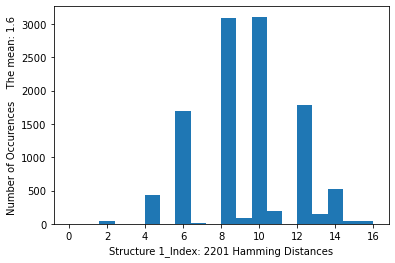 3000
2500
2000
1500
1000
500
0
Number of Occurences    The mean: 1.6
0 2 4 6 8 10 12 14 16
Structure 1_Index: 2201 Hamming Distances